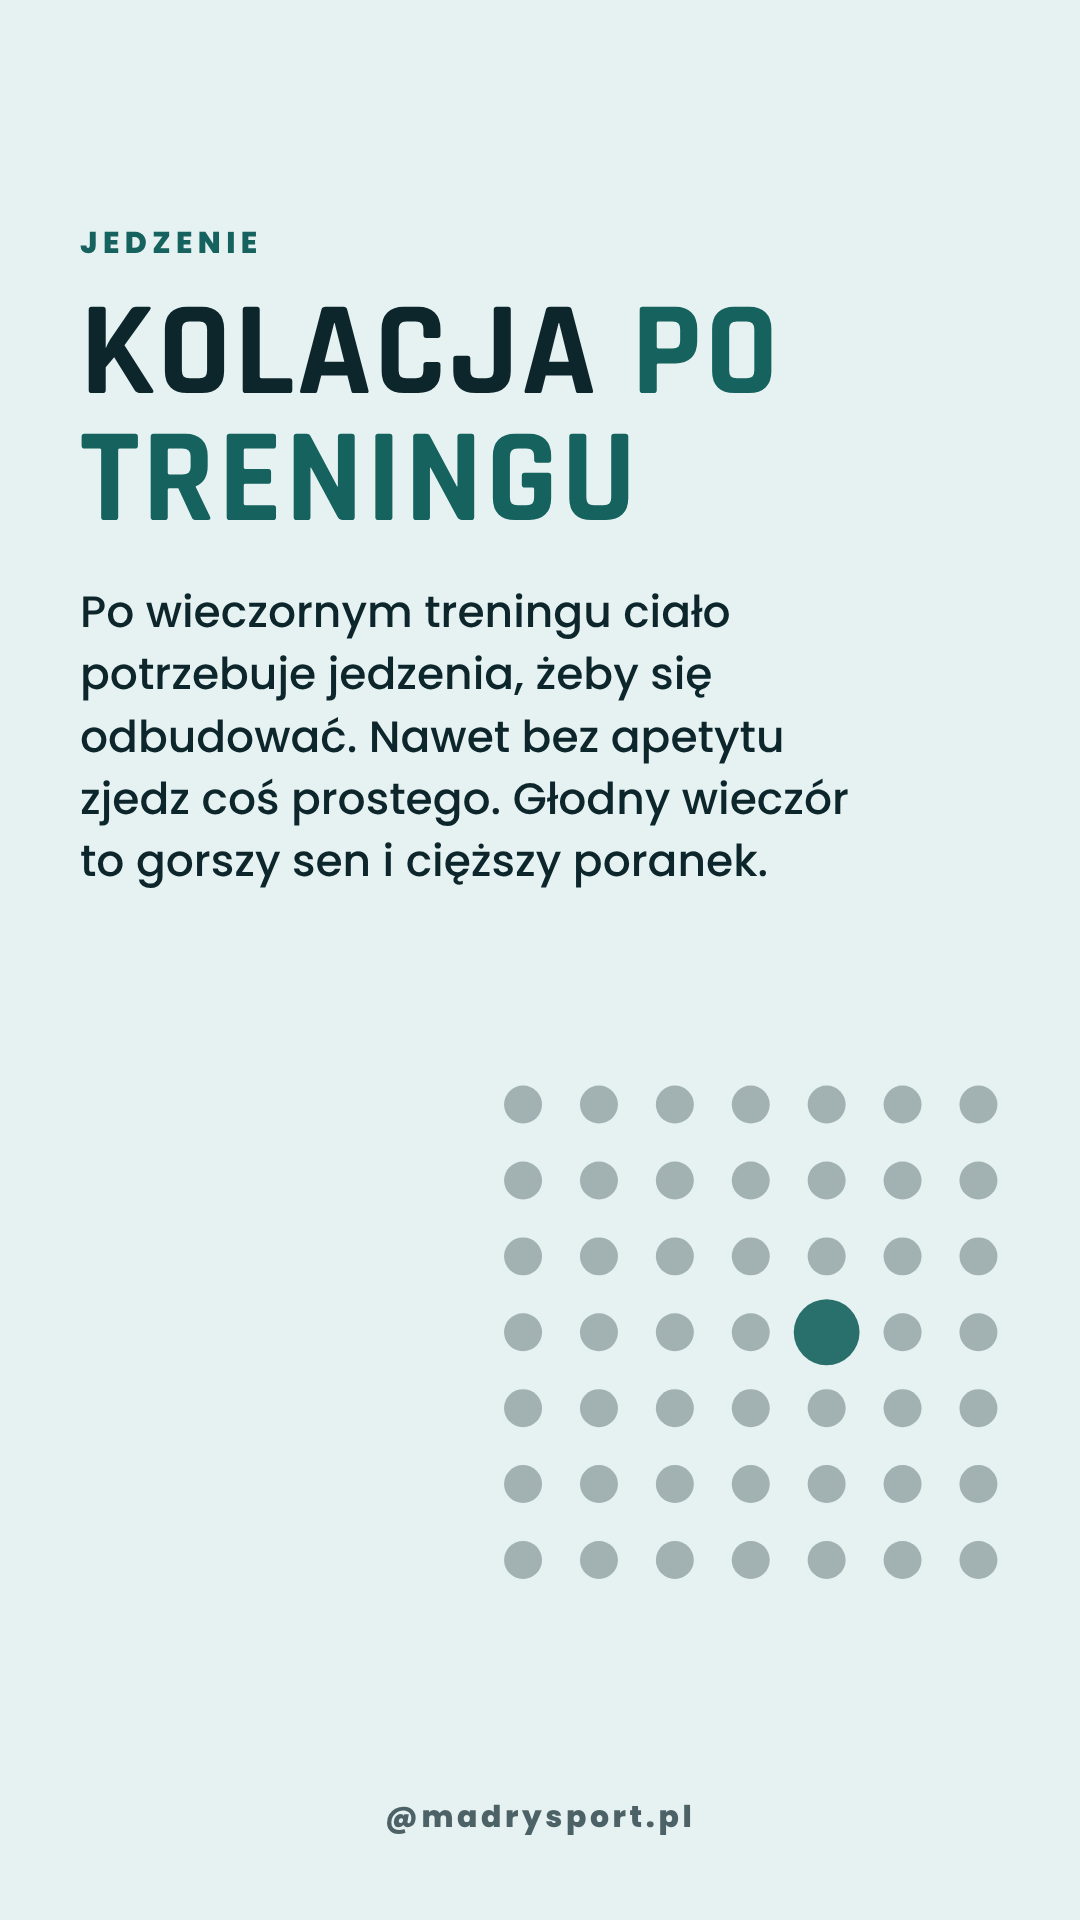 JEDZENIE
KOLACJA PO
TRENINGU
Po wieczornym treningu ciało
potrzebuje jedzenia, żeby się
odbudować. Nawet bez apetytu
zjedz coś prostego. Głodny wieczór
to gorszy sen i cięższy poranek.
@madrysport.pl